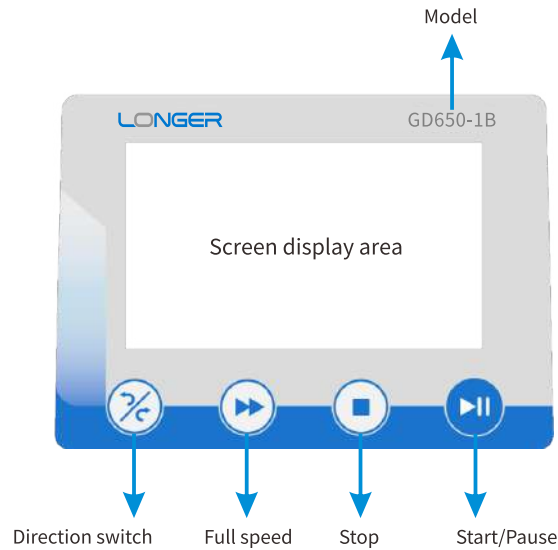 Model
LONGER
GD650-1B
Screen display area
Direction switch
Full speed
Stop
Start/Pause